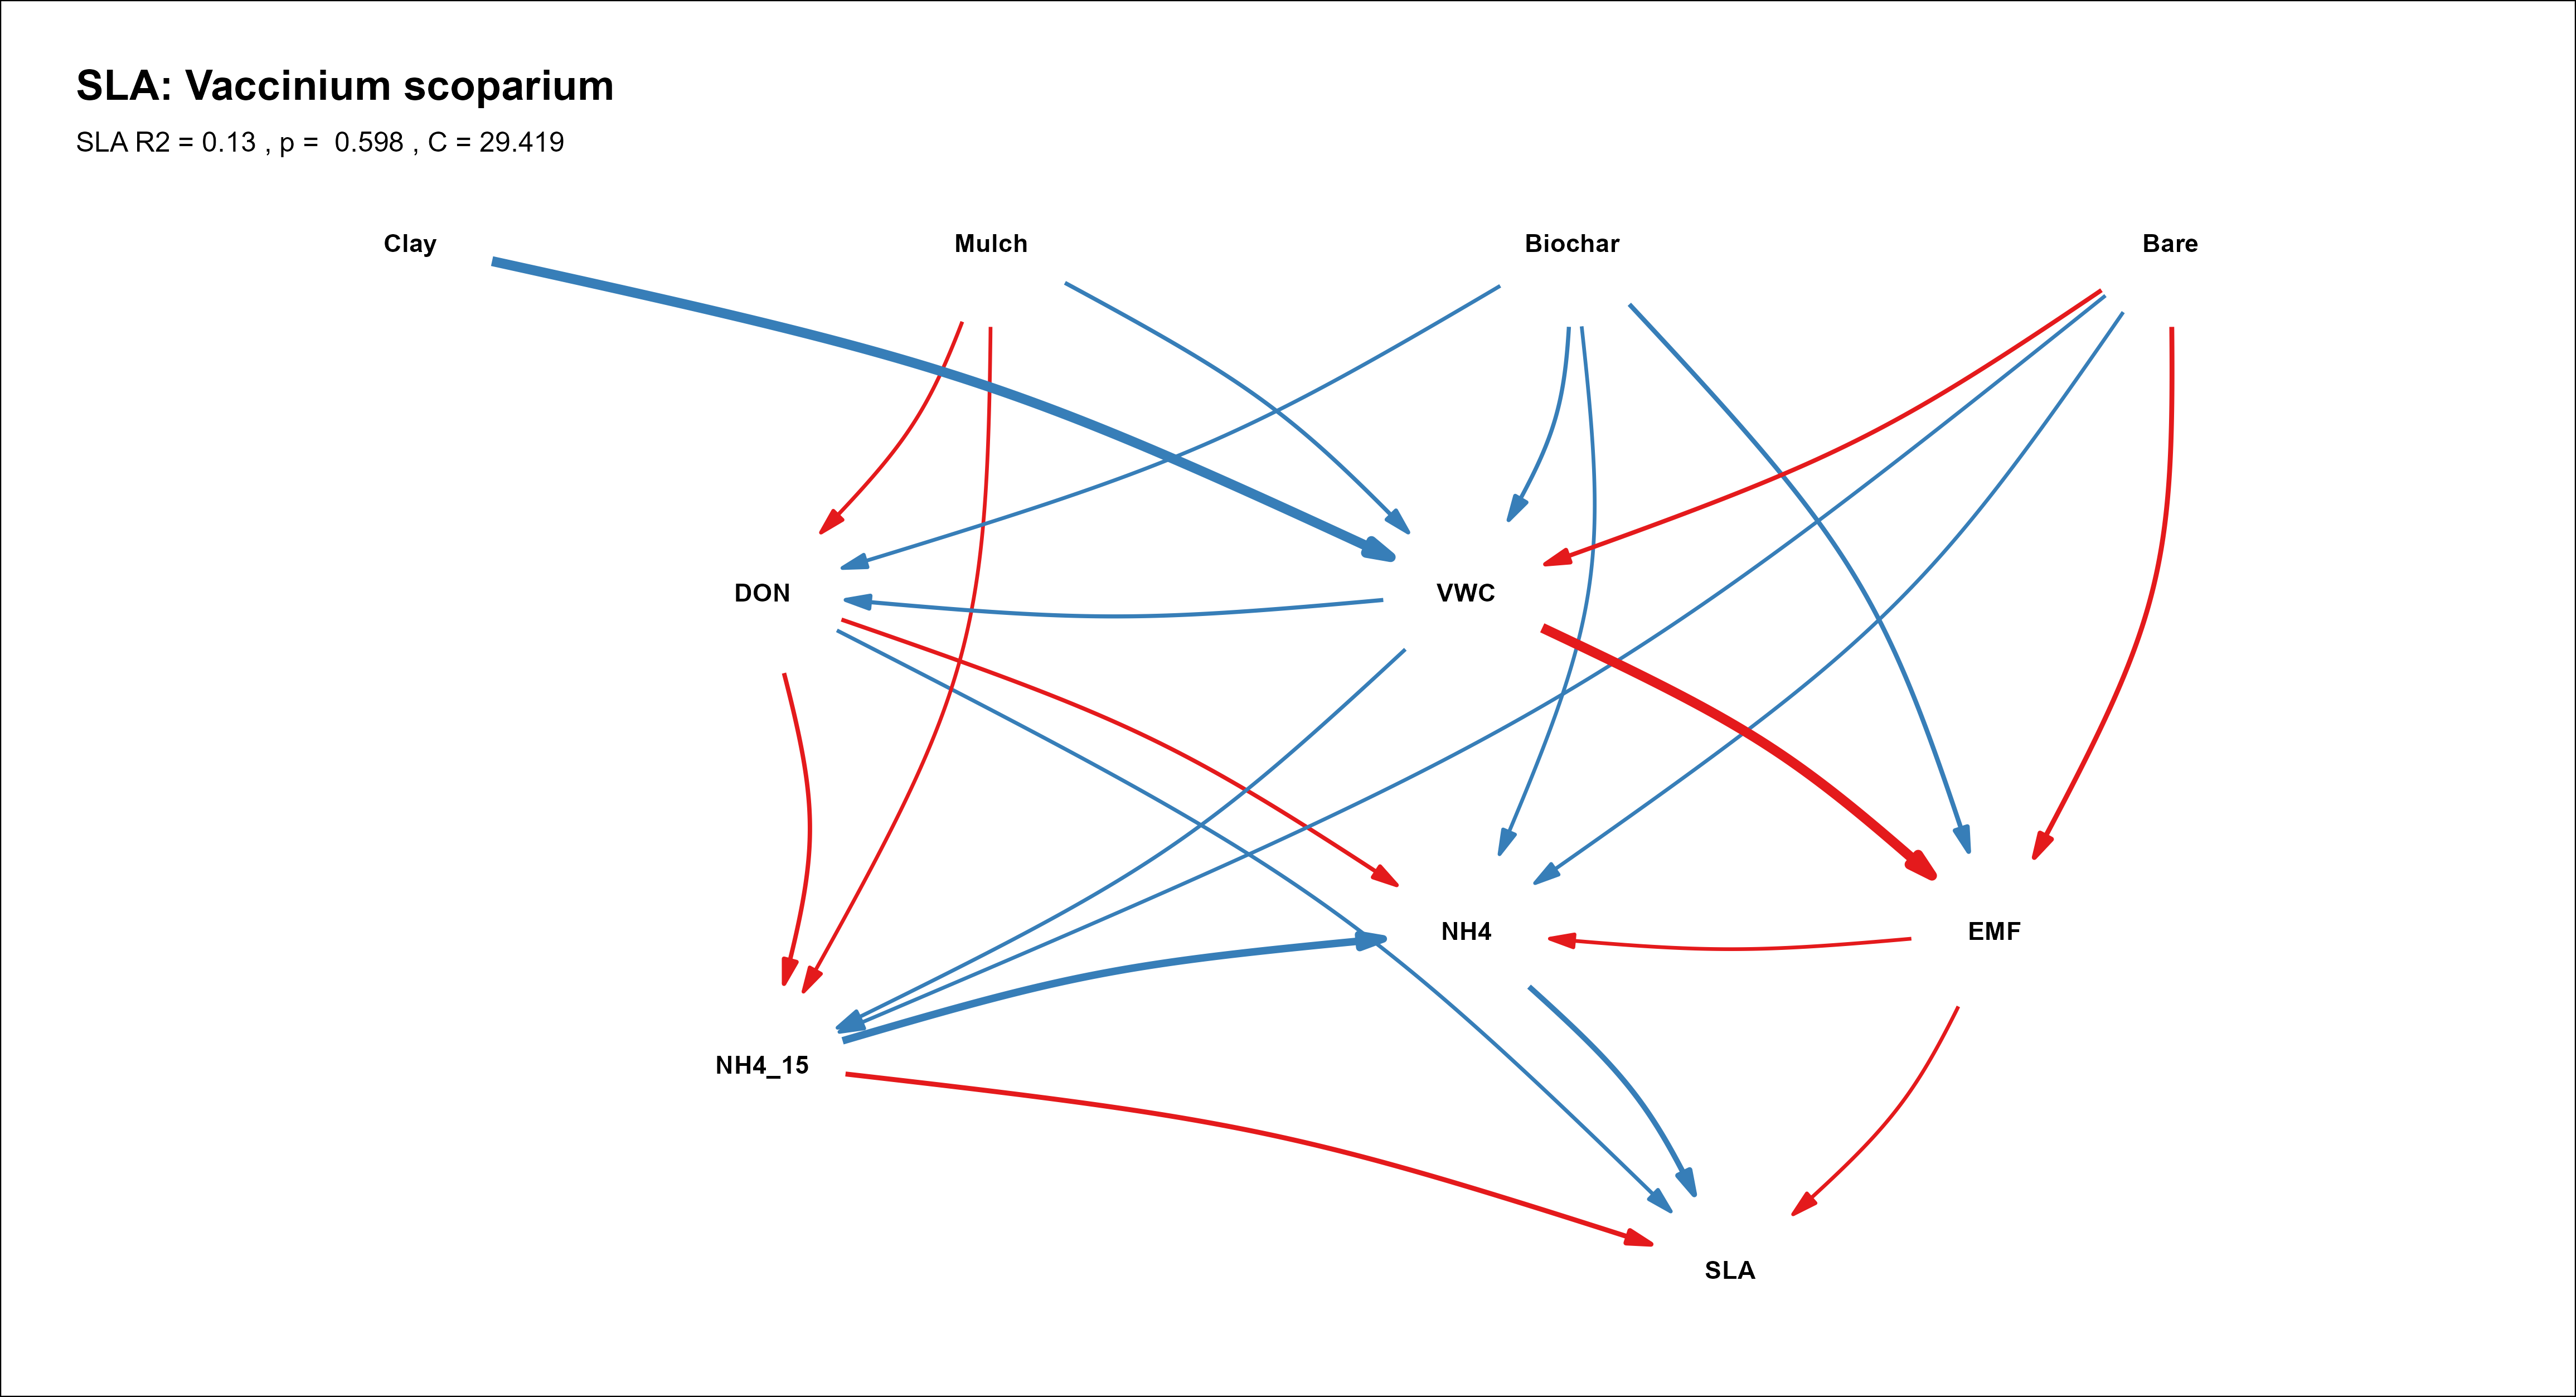 SLA: Vaccinium scoparium
SLA R2 = 0.13 , p =  0.598 , C = 29.419
Clay Mulch Biochar Bare
DON VWC
NH4 EMF
NH4_15
SLA